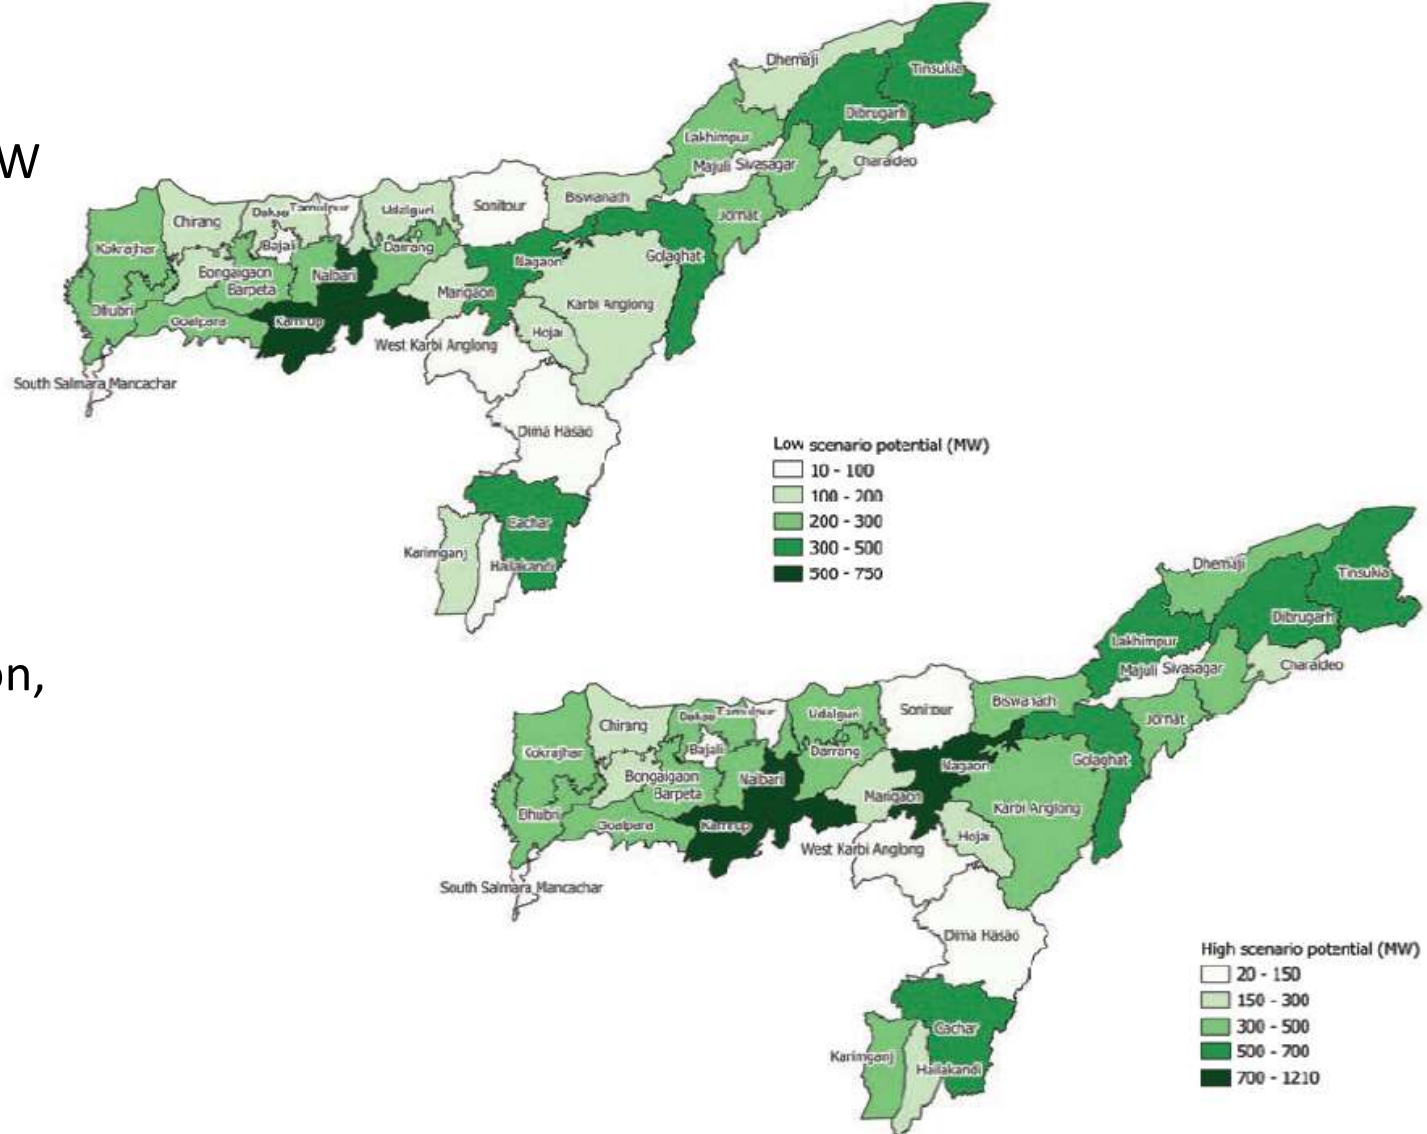 W
on,
Dhemaji
Tinsukia
Dibrugarh
Lakhimpur
Majuli Sivasagar
Charaideo
Biswanath
Sonitpur
Udalguri
Tamulpur
Chirang
Jorhat
Kokrajhar
Bajali
Darrang
Golaghat
Nagaon
Bongaigaon
Nalbari
Barpeta
Marigaon
Karbi Anglong
Dhubri
Goalpara
Kamrup
Hojai
West Karbi Anglong
South Salmara Mancachar
Dima Hasao
Cachar
Karimganj
Hailakandi
Low scenario potential (MW)
10 - 100
100 - 200
200 - 300
300 - 500
500 - 750
Dhemaji
Tinsukia
Dibrugarh
Lakhimpur
Majuli Sivasagar
Charaideo
Biswanath
Sonitpur
Udalguri
Tamulpur
Chirang
Jorhat
Kokrajhar
Bajali
Darrang
Golaghat
Nagaon
Bongaigaon
Nalbari
Barpeta
Marigaon
Karbi Anglong
Dhubri
Goalpara
Kamrup
Hojai
West Karbi Anglong
South Salmara Mancachar
Dima Hasao
Cachar
Karimganj
Hailakandi
High scenario potential (MW)
20 - 150
150 - 300
300 - 500
500 - 700
700 - 1210